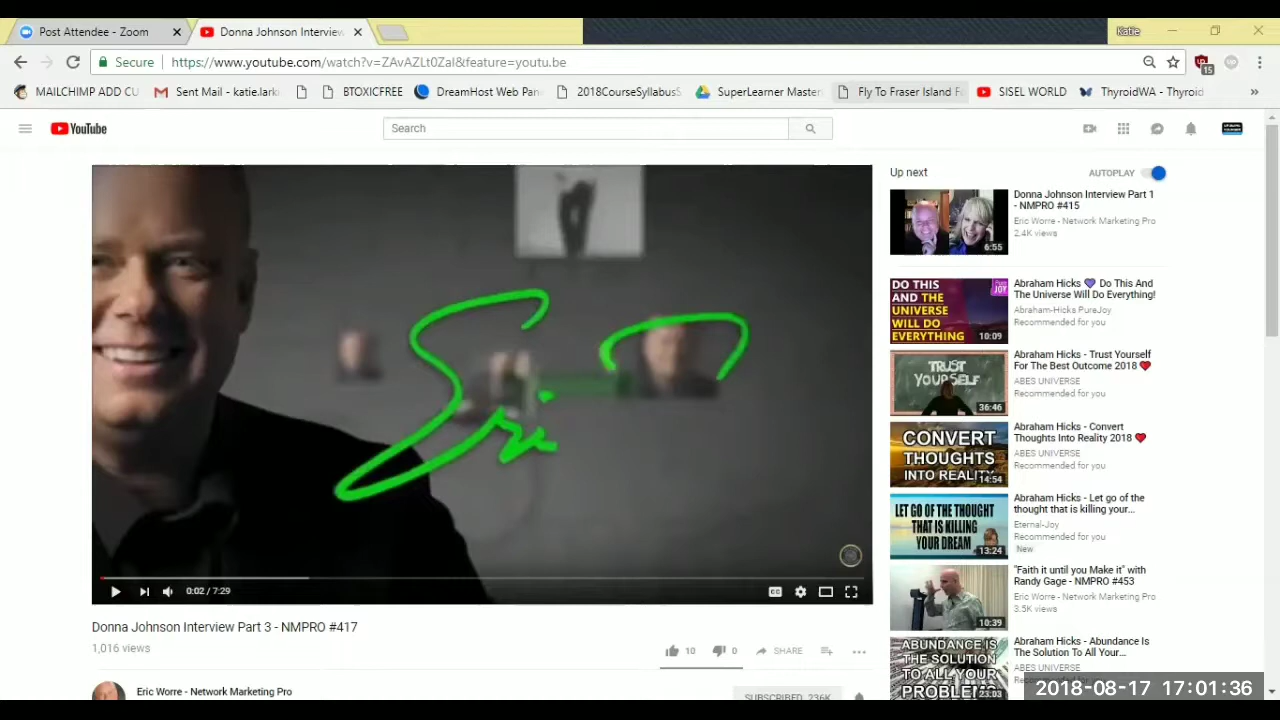 Post Attendee - Zoom
Donna Johnson Interview
Katie
Secure
https://www.youtube.com/watch?v=ZAvAZLt0ZaI&feature=youtu.be
15
MAILCHIMP ADD CU
Sent Mail - katie.lark
BTOXICFREE
DreamHost Web Pan
2018CourseSyllabusS
SuperLearner Master
Fly To Fraser Island F
SISEL WORLD
ThyroidWA - Thyroid
»
YouTube
Search
Up next
AUTOPLAY
6:55
Donna Johnson Interview Part 1
- NMPRO #415
Eric Worre - Network Marketing Pro
2.4K views
DO THIS
AND THE
UNIVERSE
WILL DO
EVERYTHING
JOY
10:09
Abraham Hicks 💜 Do This And
The Universe Will Do Everything!
Abraham-Hicks PureJoy
Recommended for you
TRUST
YOURSELF
36:46
Abraham Hicks - Trust Yourself
For The Best Outcome 2018 ❤
ABES UNIVERSE
Recommended for you
CONVERT
THOUGHTS
INTO REALITY
14:54
Abraham Hicks - Convert
Thoughts Into Reality 2018 ❤
ABES UNIVERSE
Recommended for you
LET GO OF THE THOUGHT
THAT IS KILLING
YOUR DREAM
13:24
Abraham Hicks - Let go of the
thought that is killing your...
Eternal-Joy
Recommended for you
New
10:39
"Faith it until you Make it" with
Randy Gage - NMPRO #453
Eric Worre - Network Marketing Pro
3.5K views
ABUNDANCE IS
THE SOLUTION
TO ALL YOUR
PROBLEMS
23:03
Abraham Hicks - Abundance Is
The Solution To All Your...
ABES UNIVERSE
Eri
0:02 / 7:29
CC
Donna Johnson Interview Part 3 - NMPRO #417
1,016 views
10
0
SHARE
Eric Worre - Network Marketing Pro
SUBSCRIBED 236K
2018-08-17 17:01:36